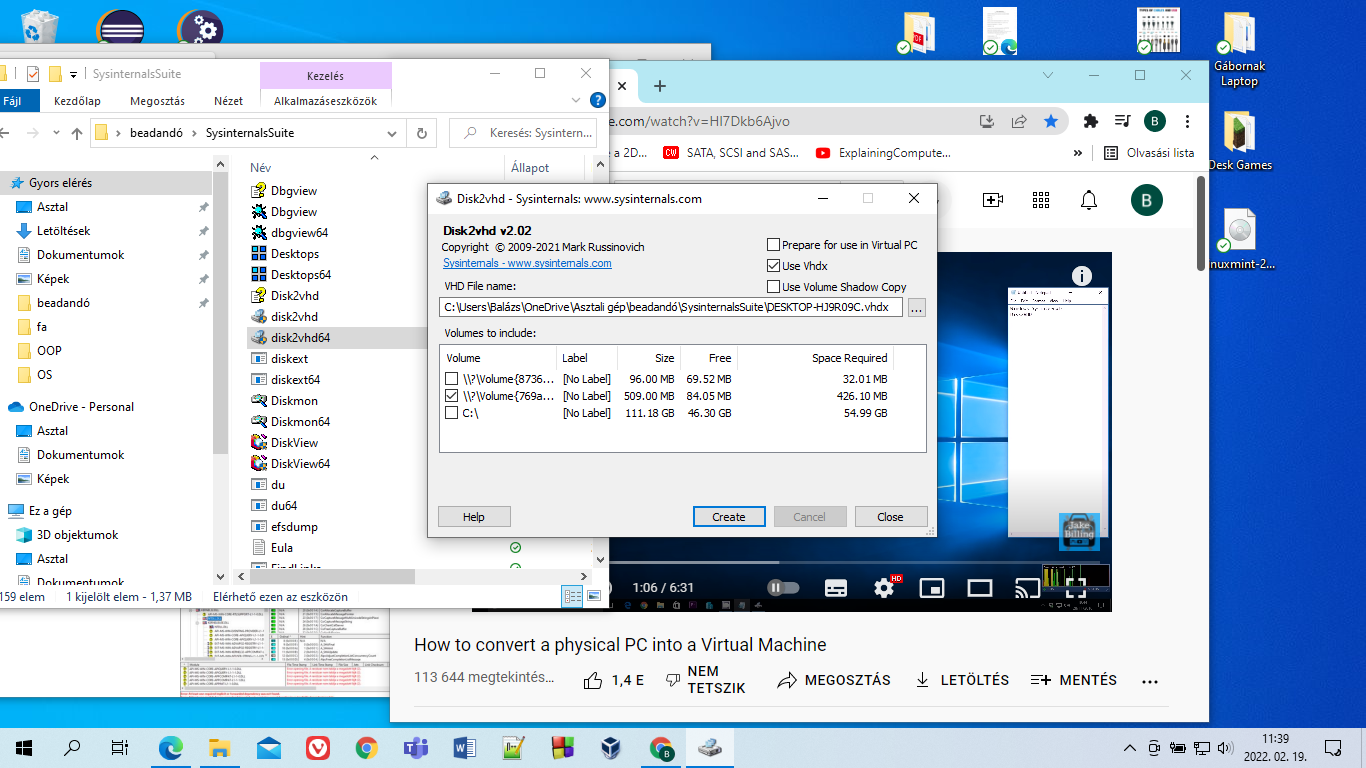 Gábornak
Laptop
Desk Games
nuxmint-2...
SysinternalsSuite
Kezelés
Fájl
Kezdőlap
Megosztás
Nézet
Alkalmazáseszközök
beadandó
SysinternalsSuite
Keresés: Sysintern...
Gyors elérés
Asztal
Letöltések
Dokumentumok
Képek
beadandó
fa
OOP
OS
OneDrive - Personal
Asztal
Dokumentumok
Képek
Ez a gép
3D objektumok
Asztal
Dokumentumok
Név
Állapot
Dbgview
Dbgview
dbgview64
Desktops
Desktops64
Disk2vhd
disk2vhd
disk2vhd64
diskext
diskext64
Diskmon
Diskmon64
DiskView
DiskView64
du
du64
efsdump
Eula
FindLinks
159 elem
1 kijelölt elem - 1,37 MB
Elérhető ezen az eszközön
e.com/watch?v=HI7Dkb6Ajvo
B
e a 2D...
CW
SATA, SCSI and SAS...
ExplainingCompute...
»
Olvasási lista
B
Disk2vhd - Sysinternals: www.sysinternals.com
Disk2vhd v2.02
Copyright © 2009-2021 Mark Russinovich
Sysinternals - www.sysinternals.com
Prepare for use in Virtual PC
Use Vhdx
Use Volume Shadow Copy
VHD File name:
C:\Users\Balázs\OneDrive\Asztali gép\beadandó\SysinternalsSuite\DESKTOP-HJ9R09C.vhdx
...
Volumes to include:
Volume Label Size Free Space Required
\\?\Volume{8736... [No Label] 96.00 MB 69.52 MB 32.01 MB
\\?\Volume{769a... [No Label] 509.00 MB 84.05 MB 426.10 MB
C:\ [No Label] 111.18 GB 46.30 GB 54.99 GB
Help
Create
Cancel
Close
Jake
Billing
1:06 / 6:31
HD
How to convert a physical PC into a Virtual Machine
113 644 megtekintés...
1,4 E
NEM
TETSZIK
MEGOSZTÁS
LETÖLTÉS
MENTÉS
11:39
2022. 02. 19.